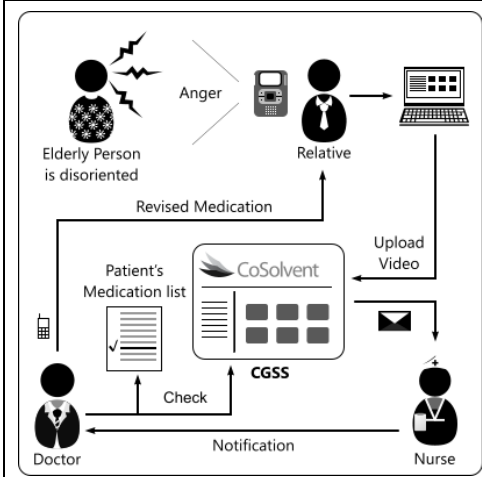 Anger
Elderly Person
is disoriented
Relative
Revised Medication
Upload
Video
Patient's
Medication list
CoSolvent
CGSS
Check
Notification
Doctor
Nurse